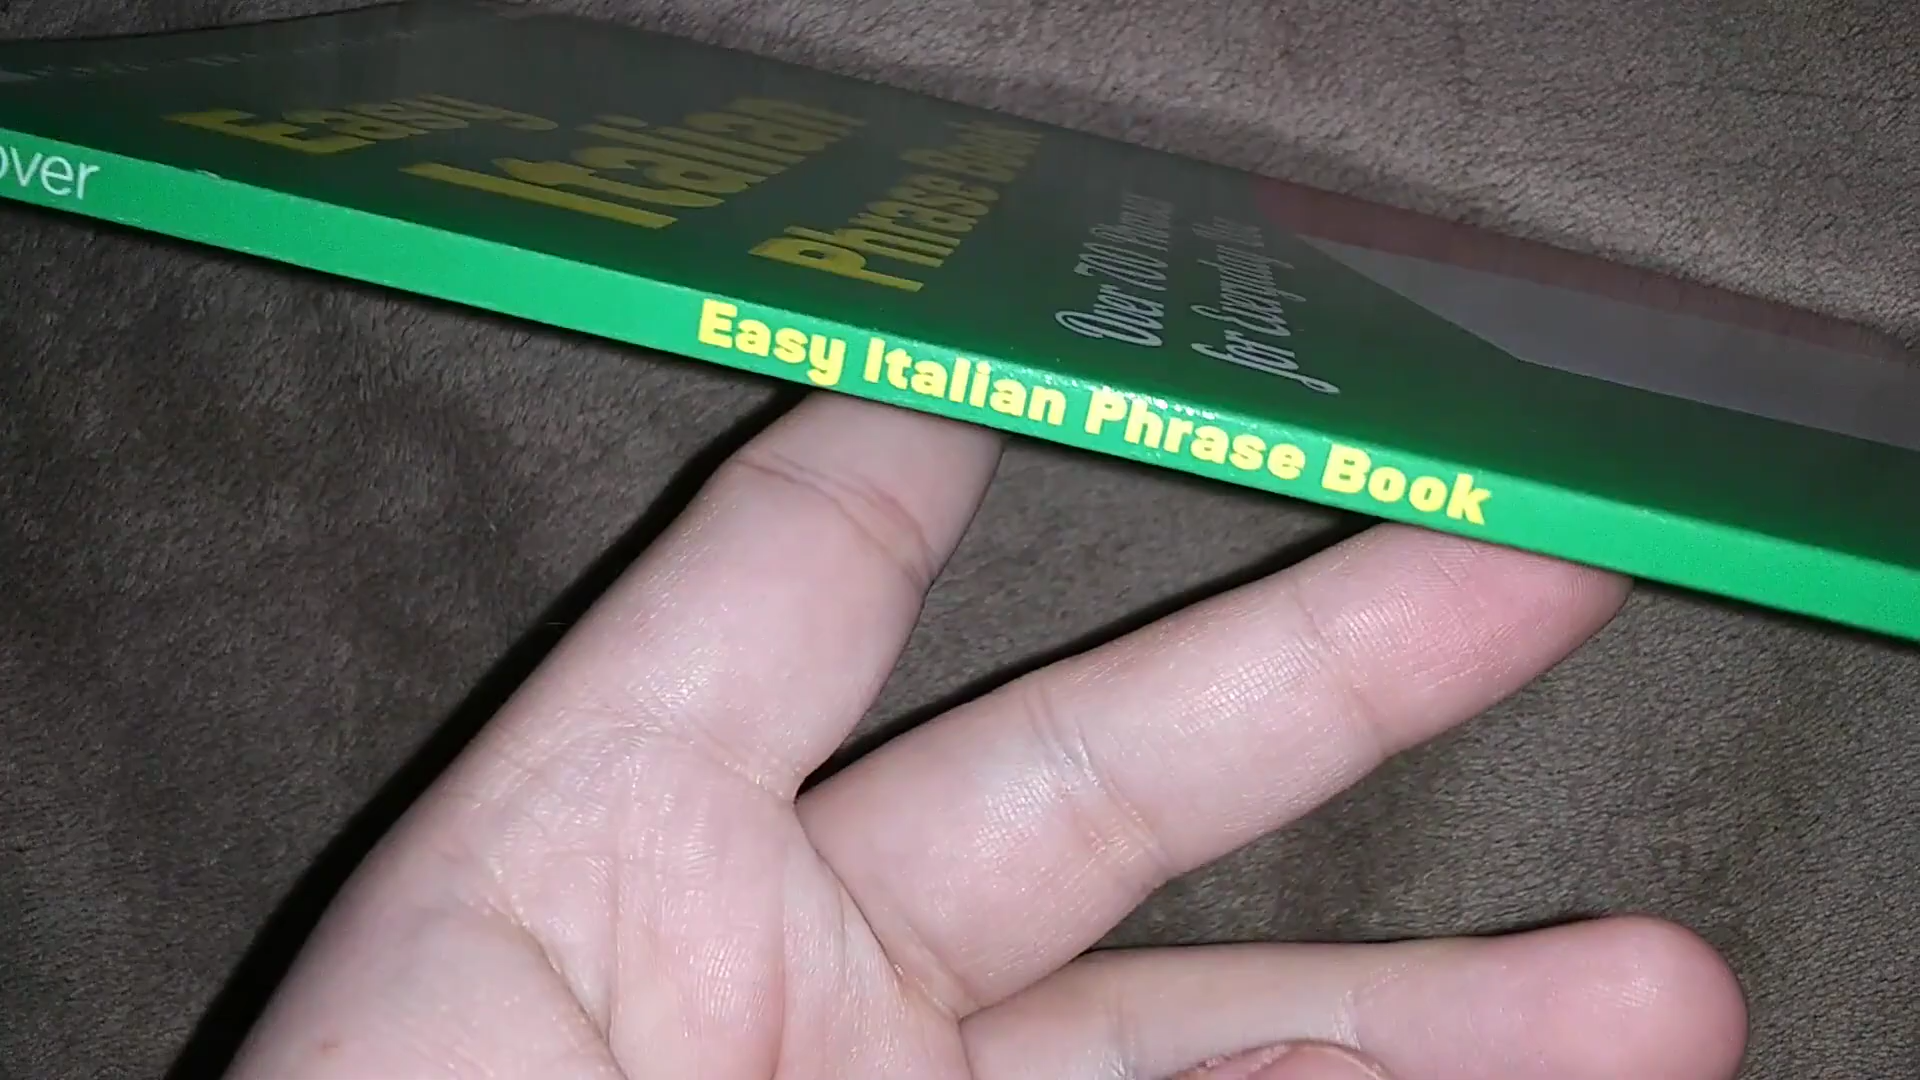 Easy
Italian
Phrase Book
Over 700 Phrases
for Everyday Use
over
Easy Italian Phrase Book